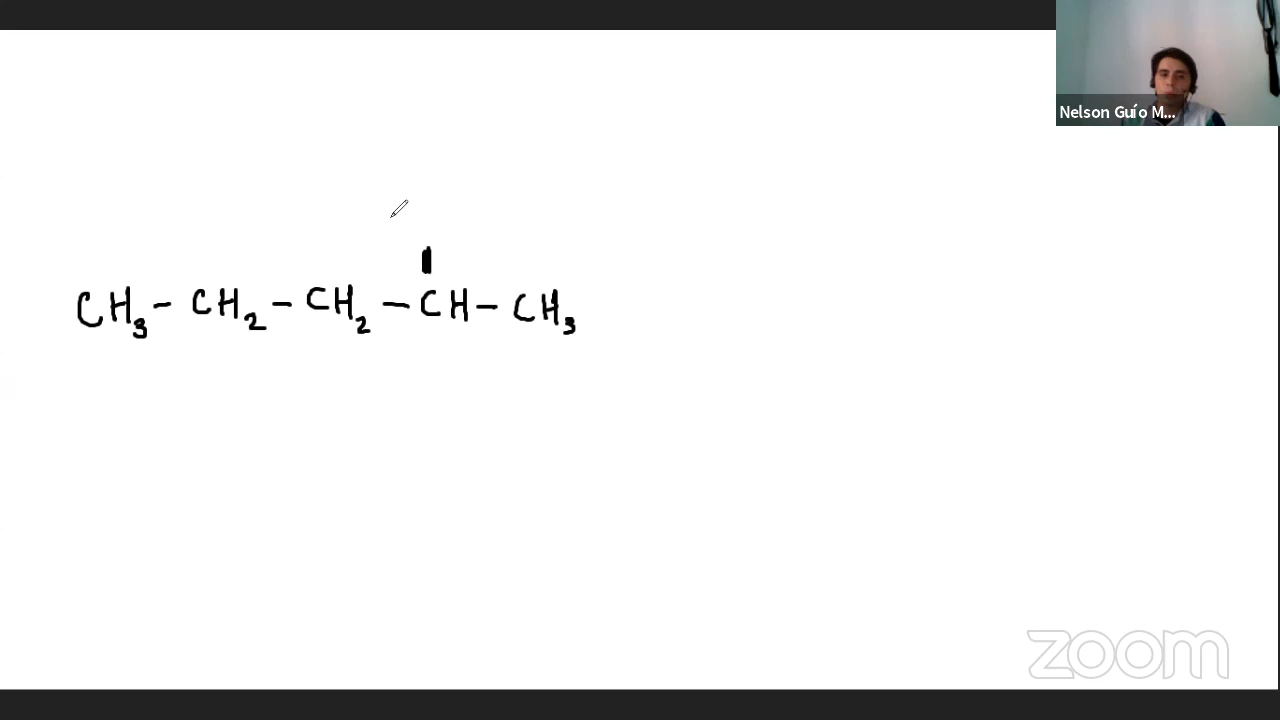 Nelson Guío M...
CH₃ – CH₂ – CH₂ – CH – CH₃
zoom